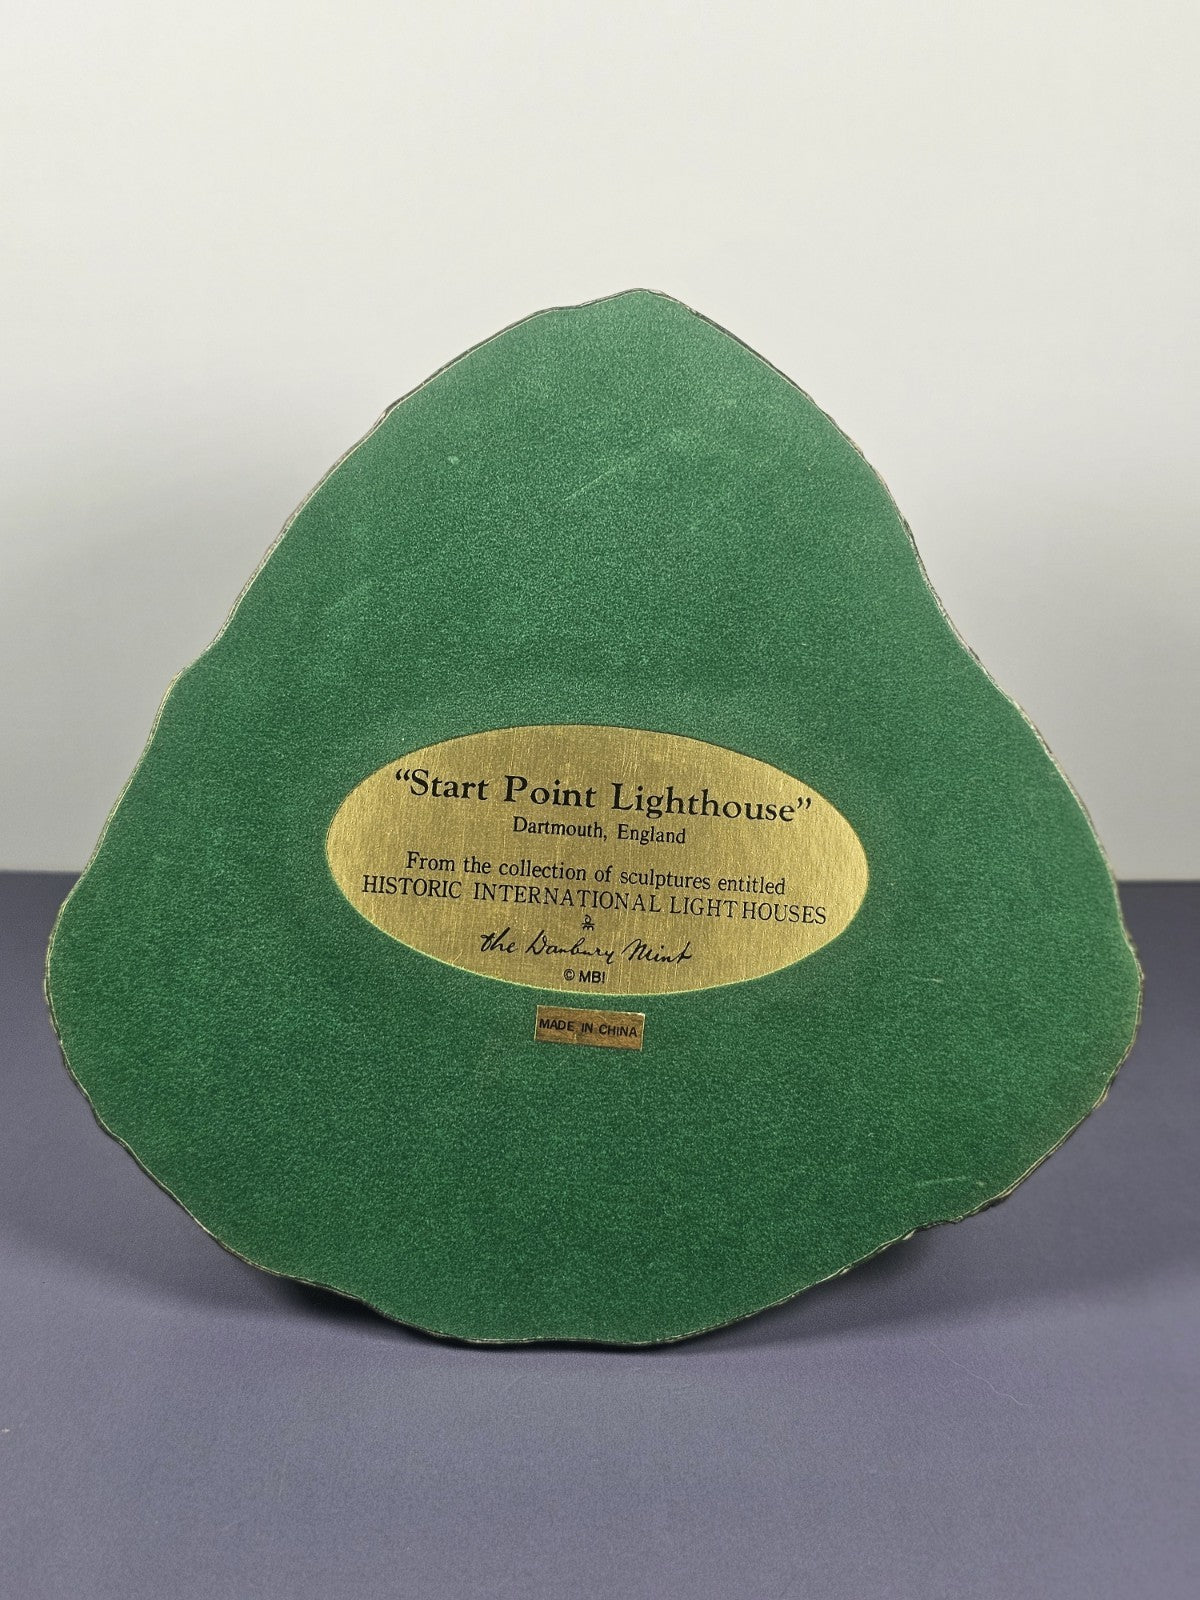 “Start Point Lighthouse”
Dartmouth, England
From the collection of sculptures entitled
HISTORIC INTERNATIONAL LIGHTHOUSES
the Danbury Mint
© MBI
MADE IN CHINA